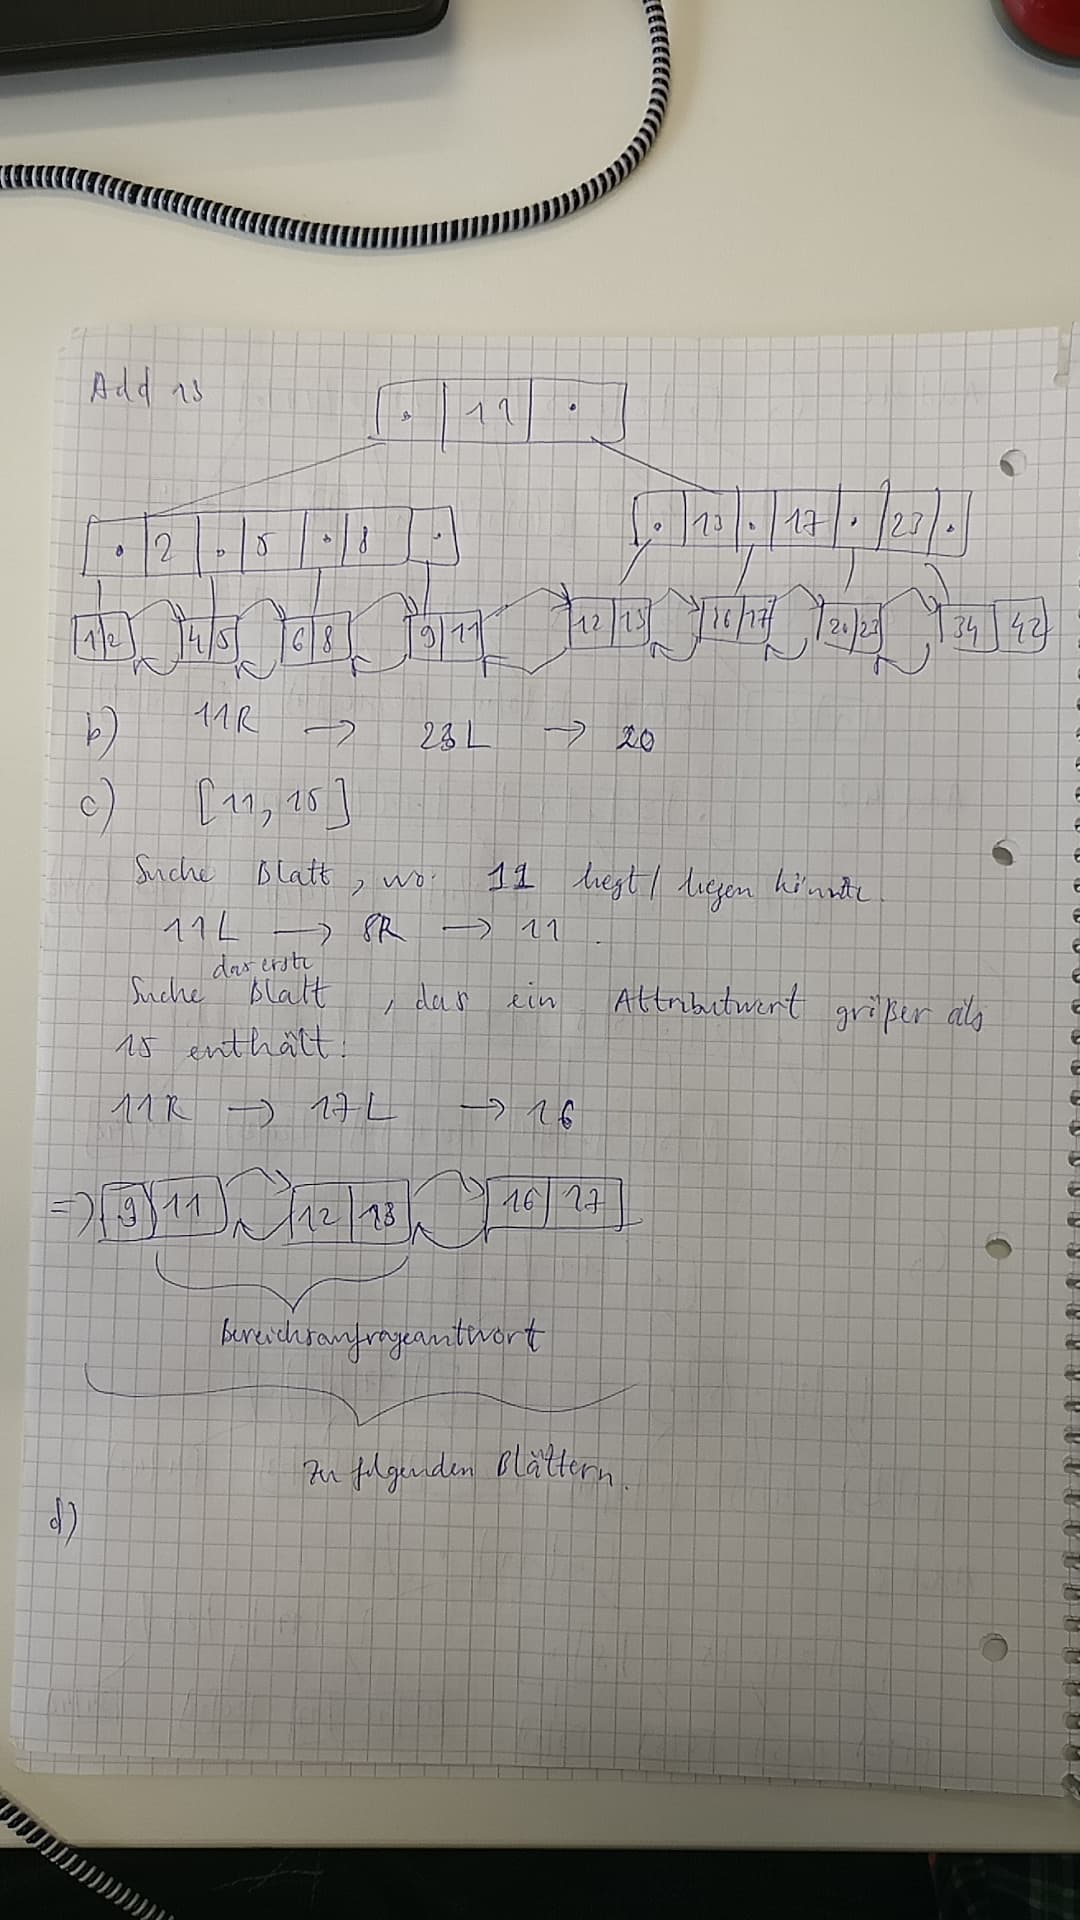 Add 13
. 11 .
. 2 . 5 . 8 .
. 13 . 17 . 23 .
1 2 4 5 6 8 9 11 12 13 16 17 20 23 34 42
b) 11R → 23L → 20
c) [11, 15]
Suche Blatt, wo 11 liegt / liegen könnte.
11L → 8R → 11.
das erste
Suche Blatt, das ein Attributwert größer als
15 enthält:
11R → 17L → 16
=> 9 11 12 13 16 17
Bereichsanfrageantwort
Zu folgenden Blättern.
d)